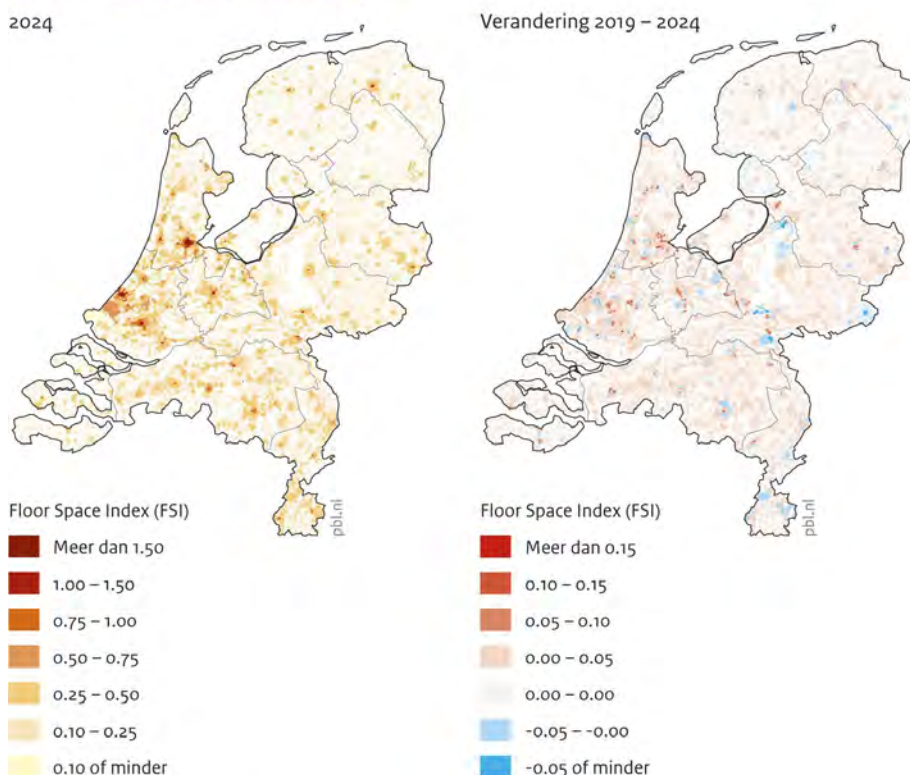 2024
Verandering 2019 – 2024
pbl.nl
pbl.nl
Floor Space Index (FSI)
Meer dan 1.50
1.00 – 1.50
0.75 – 1.00
0.50 – 0.75
0.25 – 0.50
0.10 – 0.25
0.10 of minder
Floor Space Index (FSI)
Meer dan 0.15
0.10 – 0.15
0.05 – 0.10
0.00 – 0.05
0.00 – 0.00
-0.05 – -0.00
-0.05 of minder